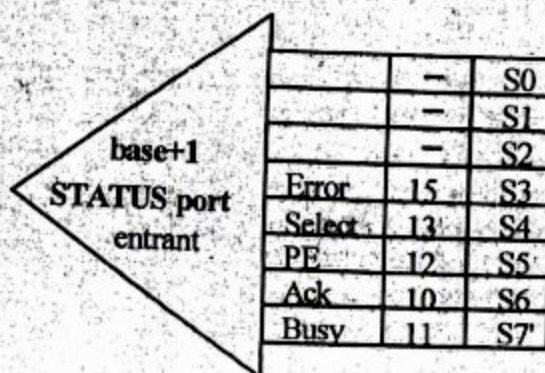 base+1
STATUS port
entrant
– S0
– S1
– S2
Error 15 S3
Select 13 S4
PE 12 S5
Ack 10 S6
Busy 11 S7'